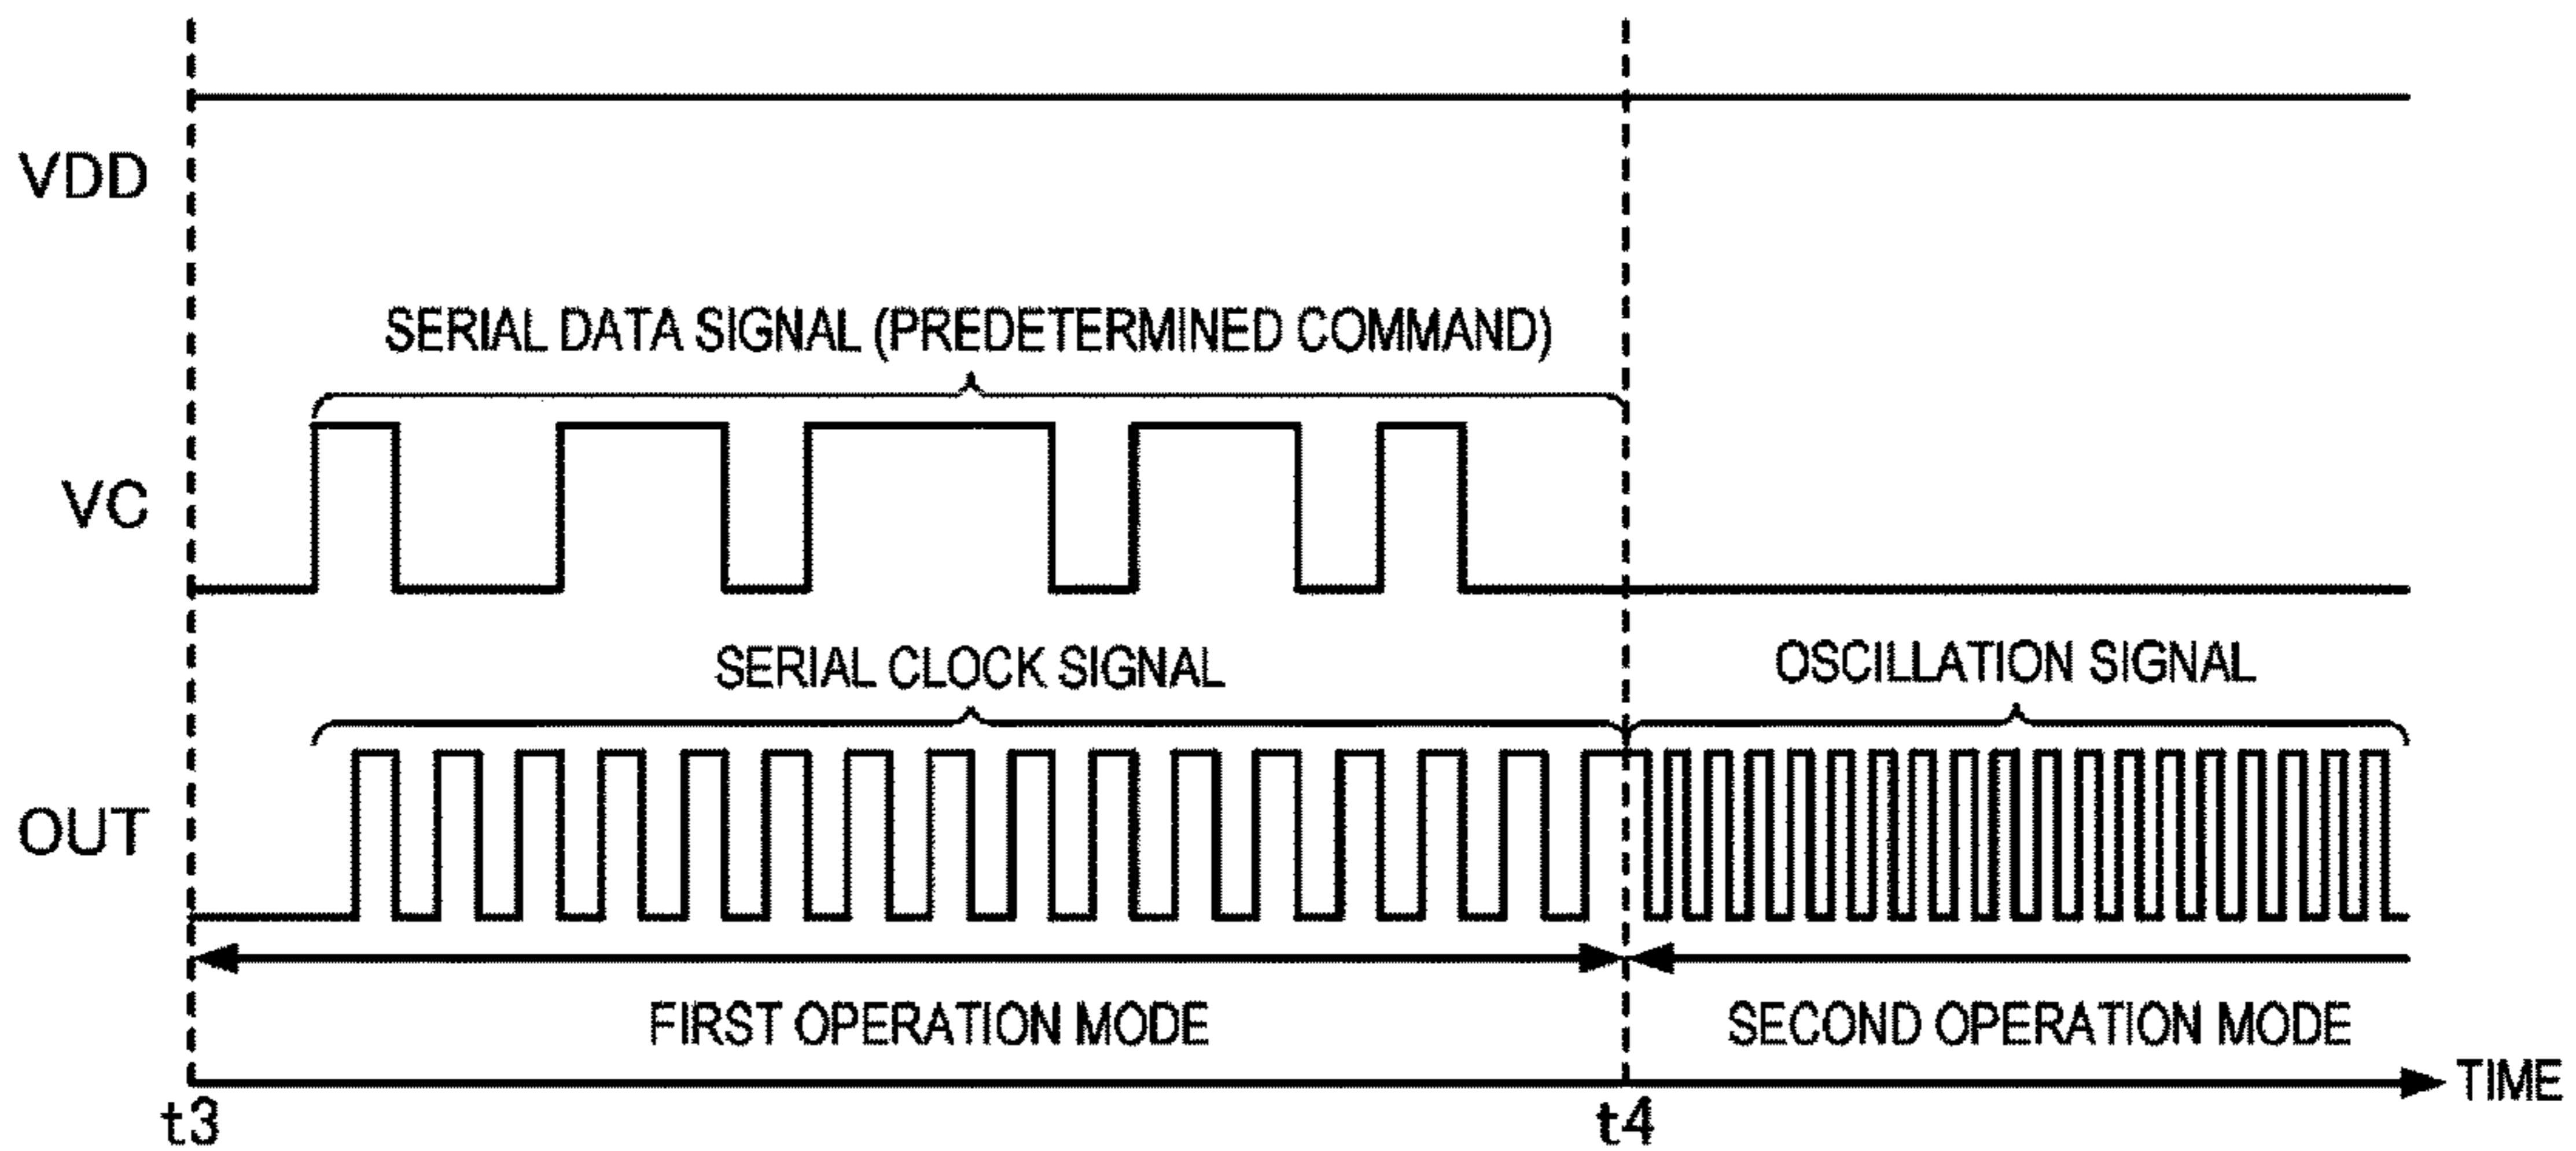 VDD
SERIAL DATA SIGNAL (PREDETERMINED COMMAND)
VC
SERIAL CLOCK SIGNAL
OSCILLATION SIGNAL
OUT
FIRST OPERATION MODE
SECOND OPERATION MODE
TIME
t3
t4